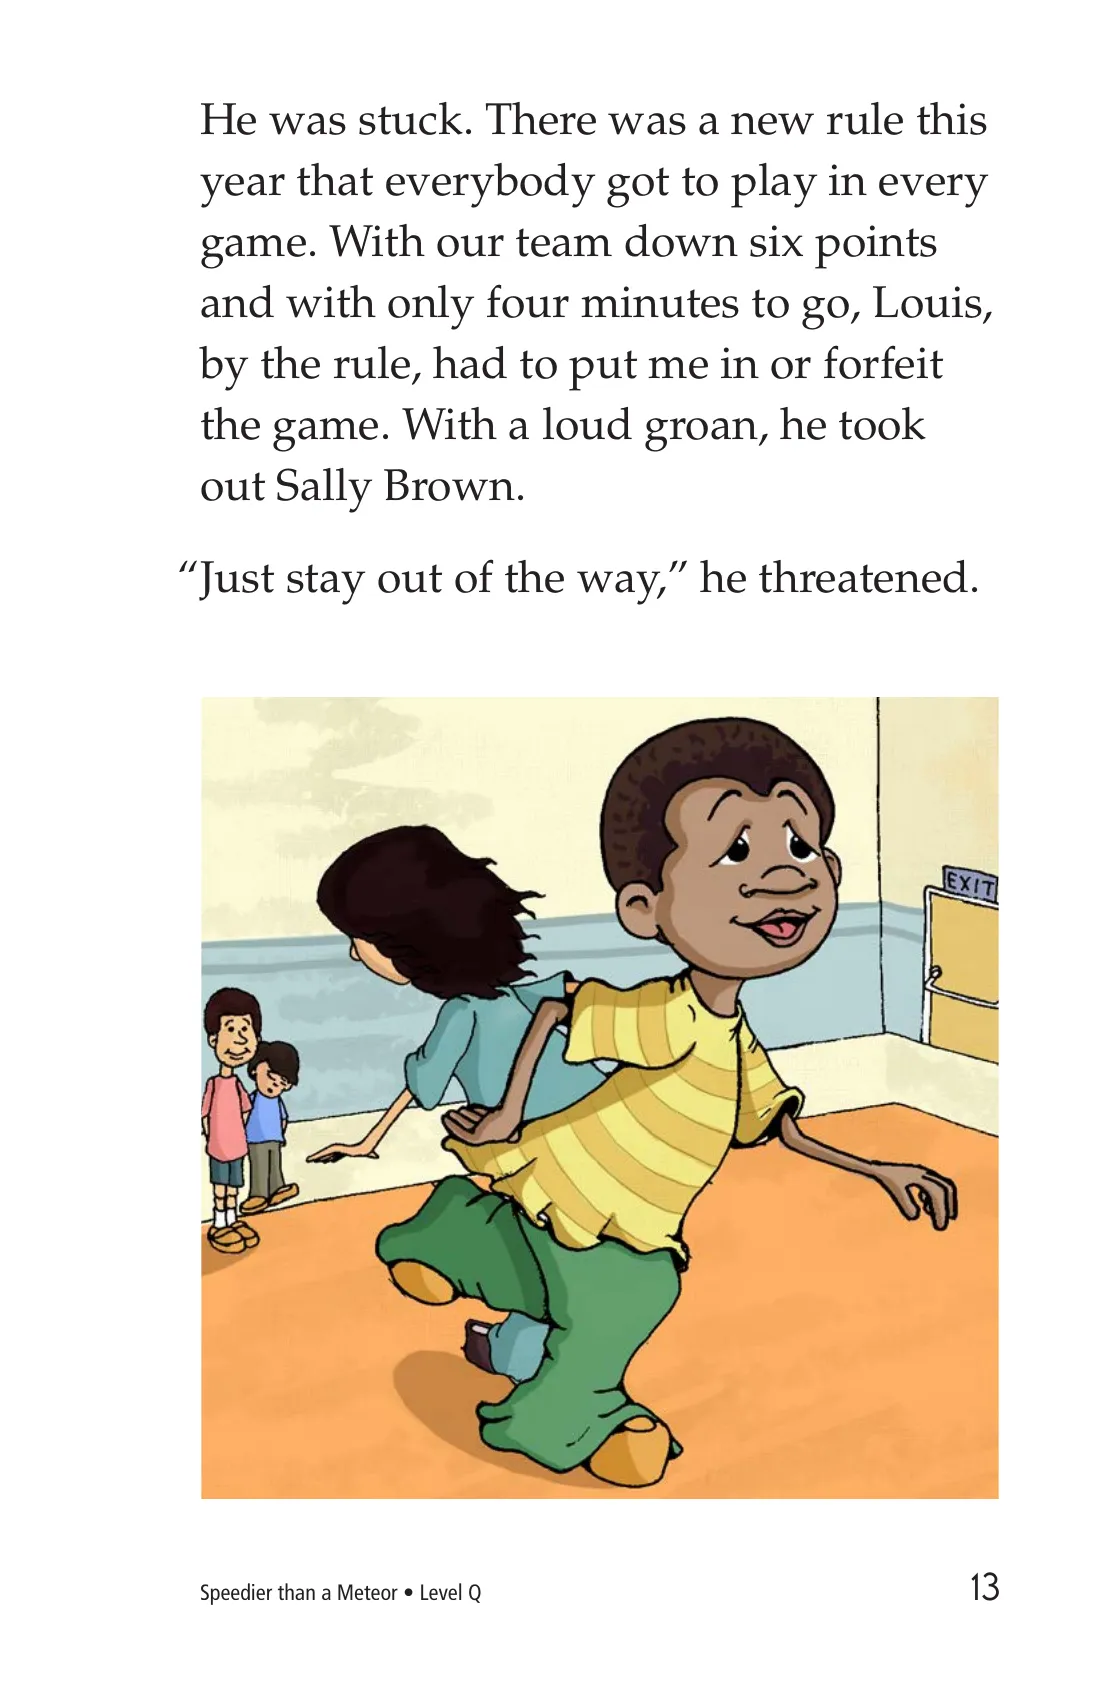 He was stuck. There was a new rule this
year that everybody got to play in every
game. With our team down six points
and with only four minutes to go, Louis,
by the rule, had to put me in or forfeit
the game. With a loud groan, he took
out Sally Brown.
“Just stay out of the way,” he threatened.
EXIT
Speedier than a Meteor • Level Q
13